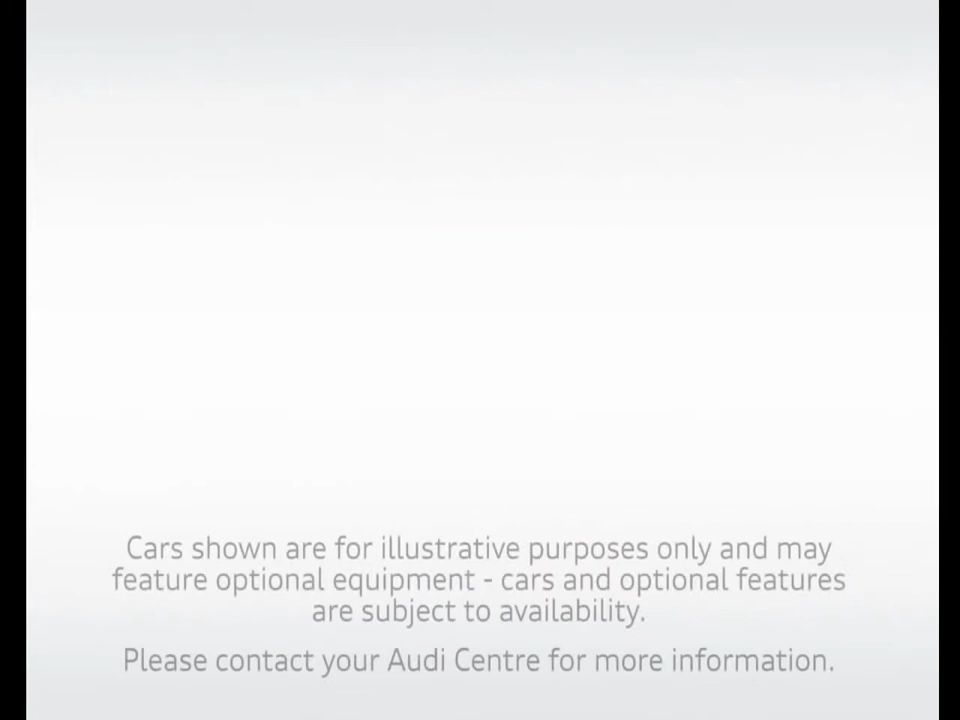 Cars shown are for illustrative purposes only and may
feature optional equipment - cars and optional features
are subject to availability.
Please contact your Audi Centre for more information.